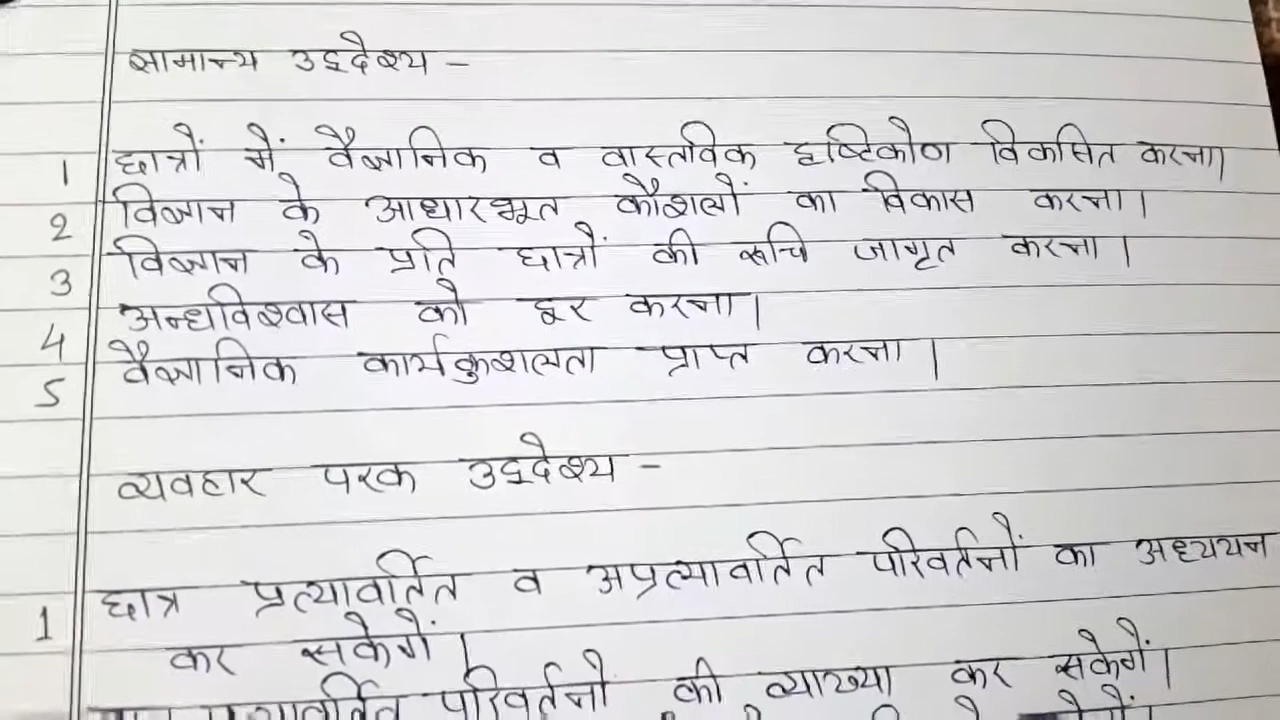 सामान्य उद्देश्य –
1 छात्रों में वैज्ञानिक व वास्तविक दृष्टिकोण विकसित करना।
2 विज्ञान के आधारभूत कौशलों का विकास करना।
3 विज्ञान के प्रति छात्रों की रूचि जागृत करना।
4 अन्धविश्वास को दूर करना।
5 वैज्ञानिक कार्यकुशलता प्राप्त करना।
व्यवहार परक उद्देश्य –
1 छात्र प्रत्यावर्तित व अप्रत्यावर्तित परिवर्तनों का अध्ययन
कर सकेगें।
परिवर्तनों की व्याख्या कर सकेगें।